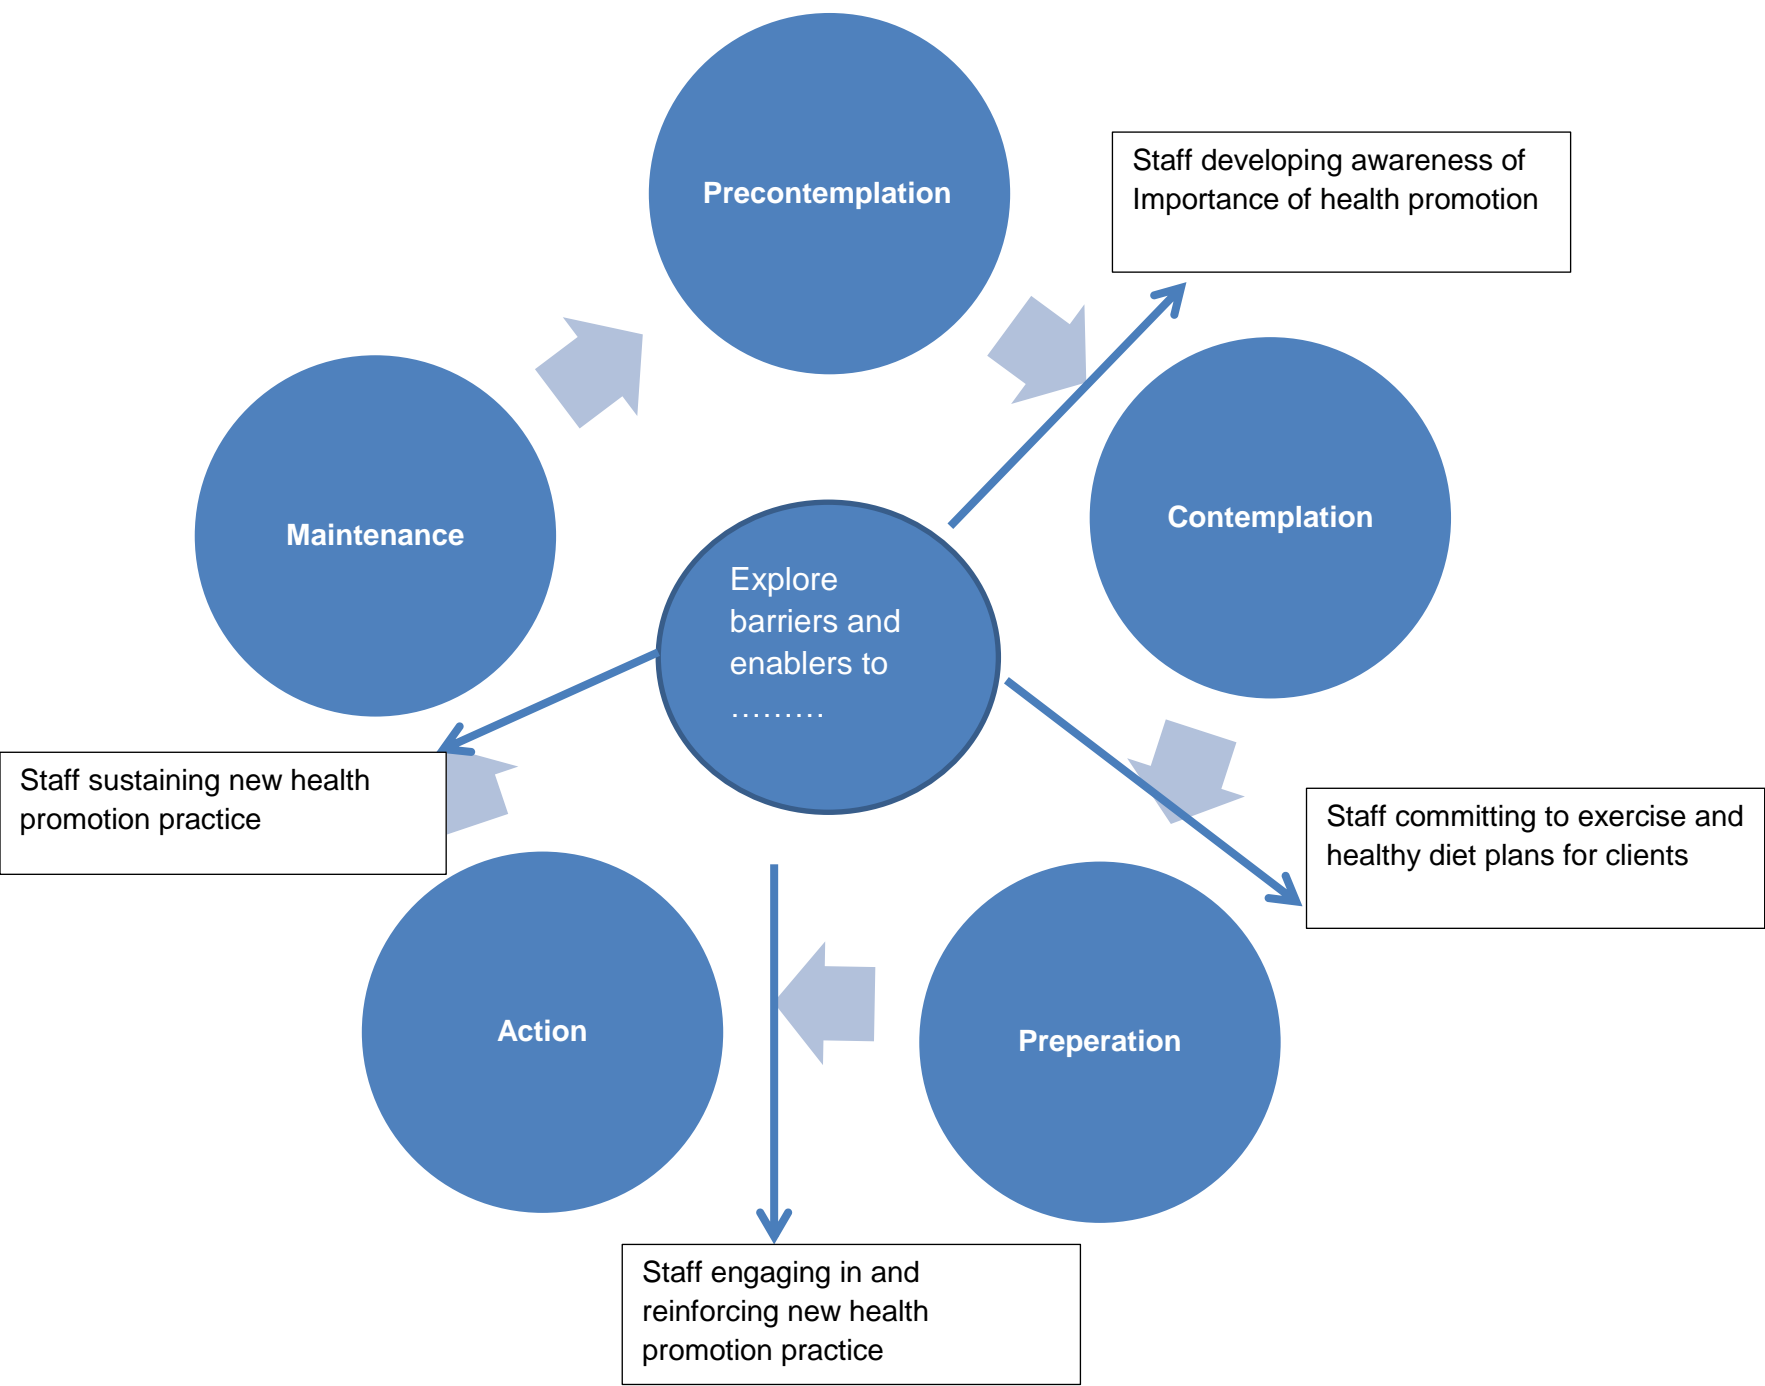 Precontemplation
Staff developing awareness of
Importance of health promotion
Contemplation
Maintenance
Explore
barriers and
enablers to
………
Staff sustaining new health
promotion practice
Staff committing to exercise and
healthy diet plans for clients
Action
Preperation
Staff engaging in and
reinforcing new health
promotion practice